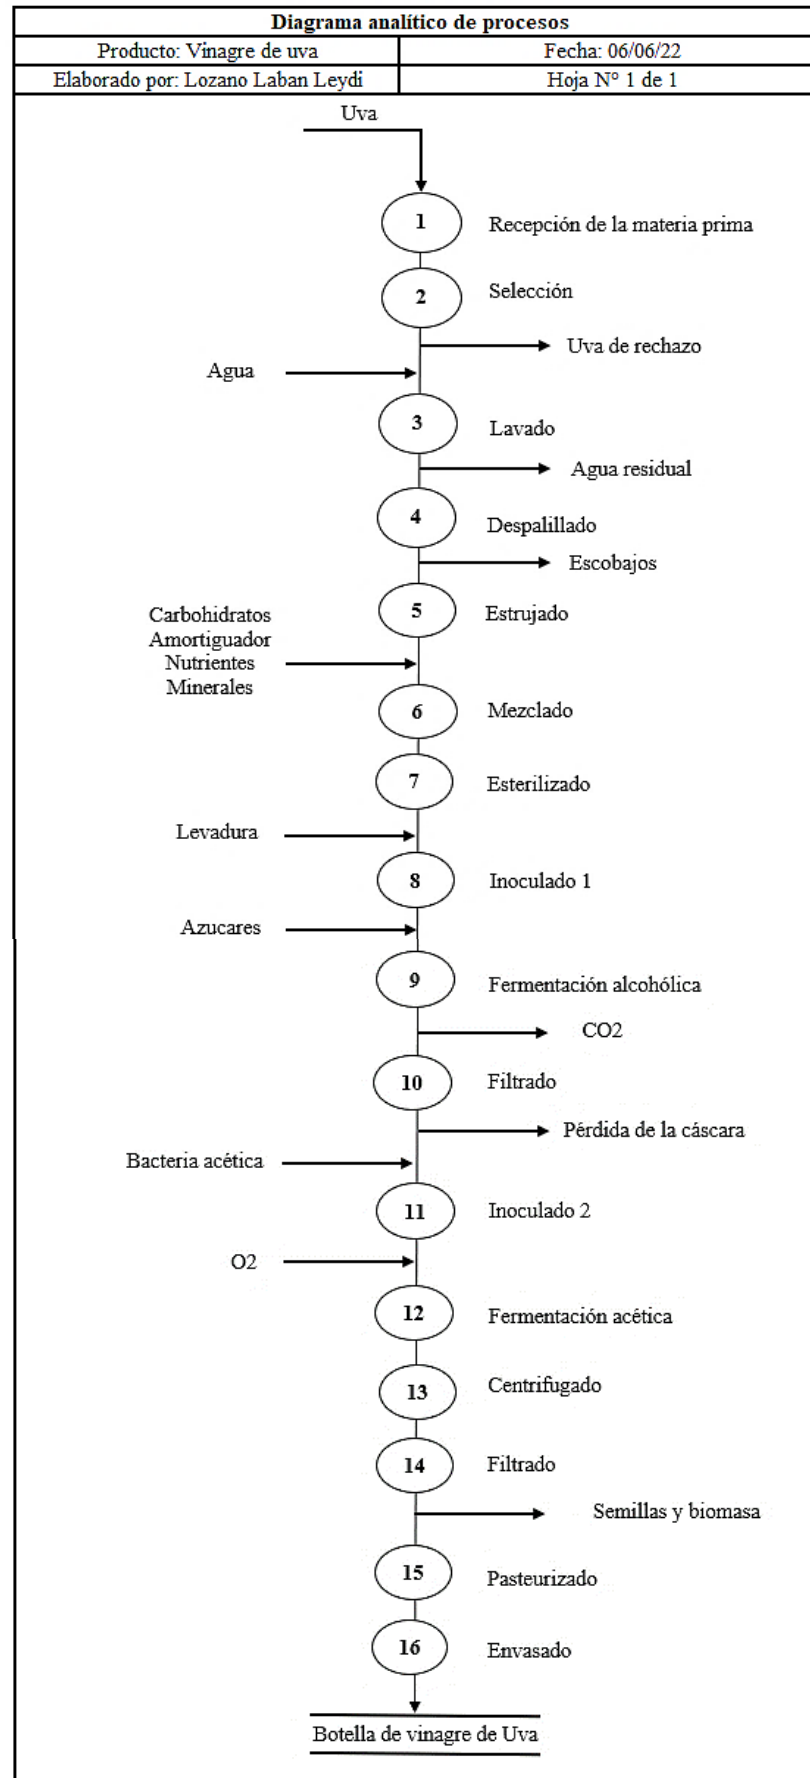 Diagrama analítico de procesos
Producto: Vinagre de uva
Fecha: 06/06/22
Elaborado por: Lozano Laban Leydi
Hoja N° 1 de 1
Uva
1
Recepción de la materia prima
2
Selección
Uva de rechazo
Agua
3
Lavado
Agua residual
4
Despalillado
Escobajos
5
Estrujado
Carbohidratos
Amortiguador
Nutrientes
Minerales
6
Mezclado
7
Esterilizado
Levadura
8
Inoculado 1
Azucares
9
Fermentación alcohólica
CO2
10
Filtrado
Pérdida de la cáscara
Bacteria acética
11
Inoculado 2
O2
12
Fermentación acética
13
Centrifugado
14
Filtrado
Semillas y biomasa
15
Pasteurizado
16
Envasado
Botella de vinagre de Uva